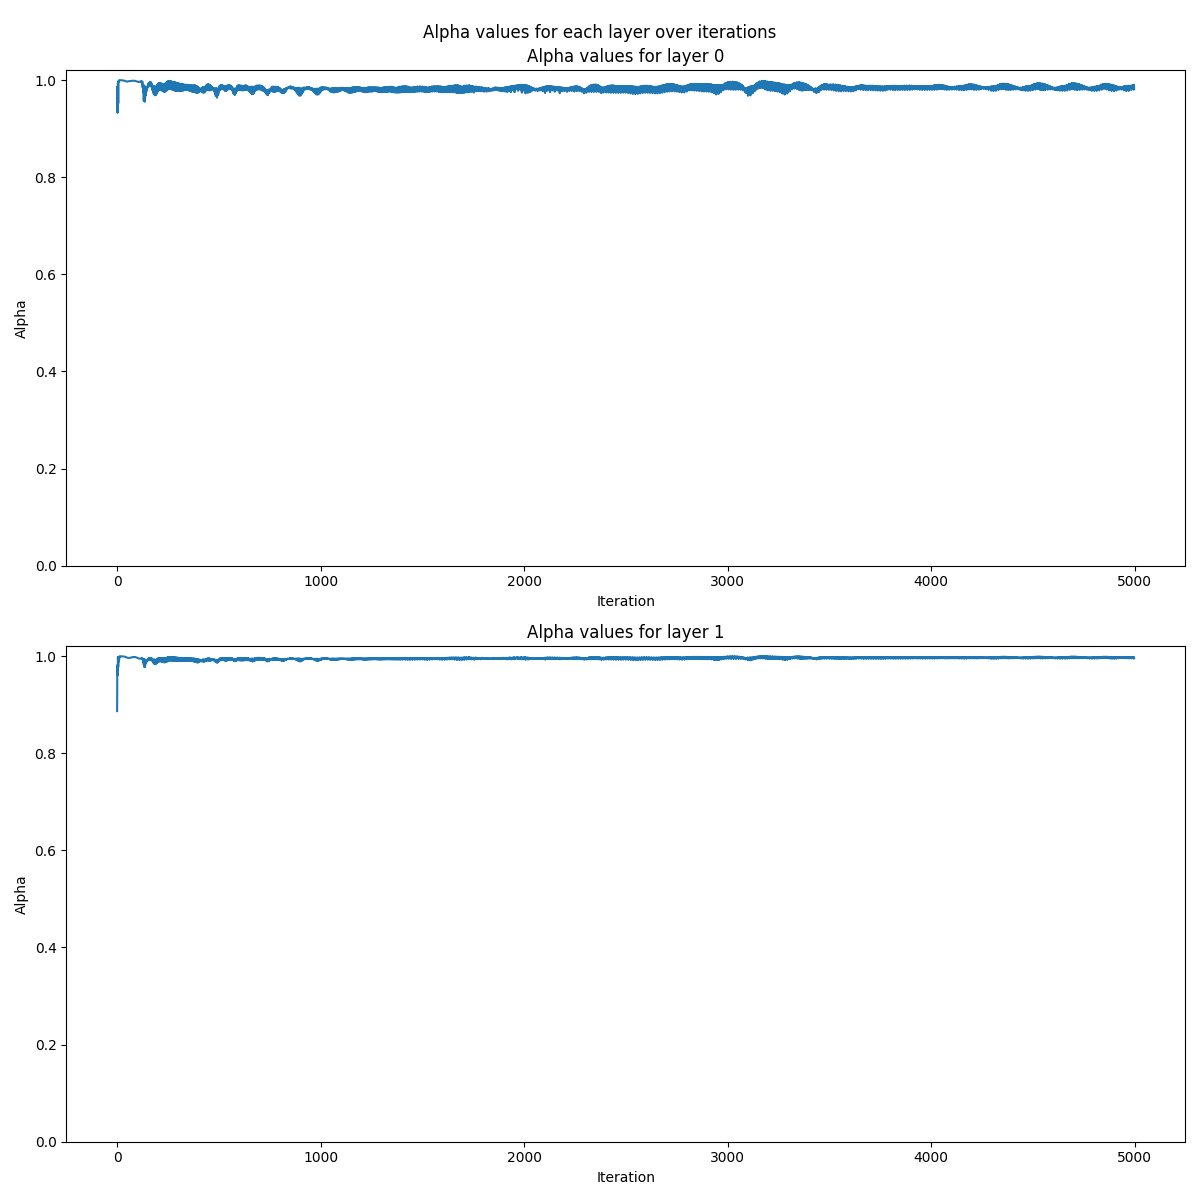 Alpha values for each layer over iterations
Alpha values for layer 0
1.0
0.8
0.6
0.4
0.2
0.0
Alpha
0 1000 2000 3000 4000 5000
Iteration
Alpha values for layer 1
1.0
0.8
0.6
0.4
0.2
0.0
Alpha
0 1000 2000 3000 4000 5000
Iteration